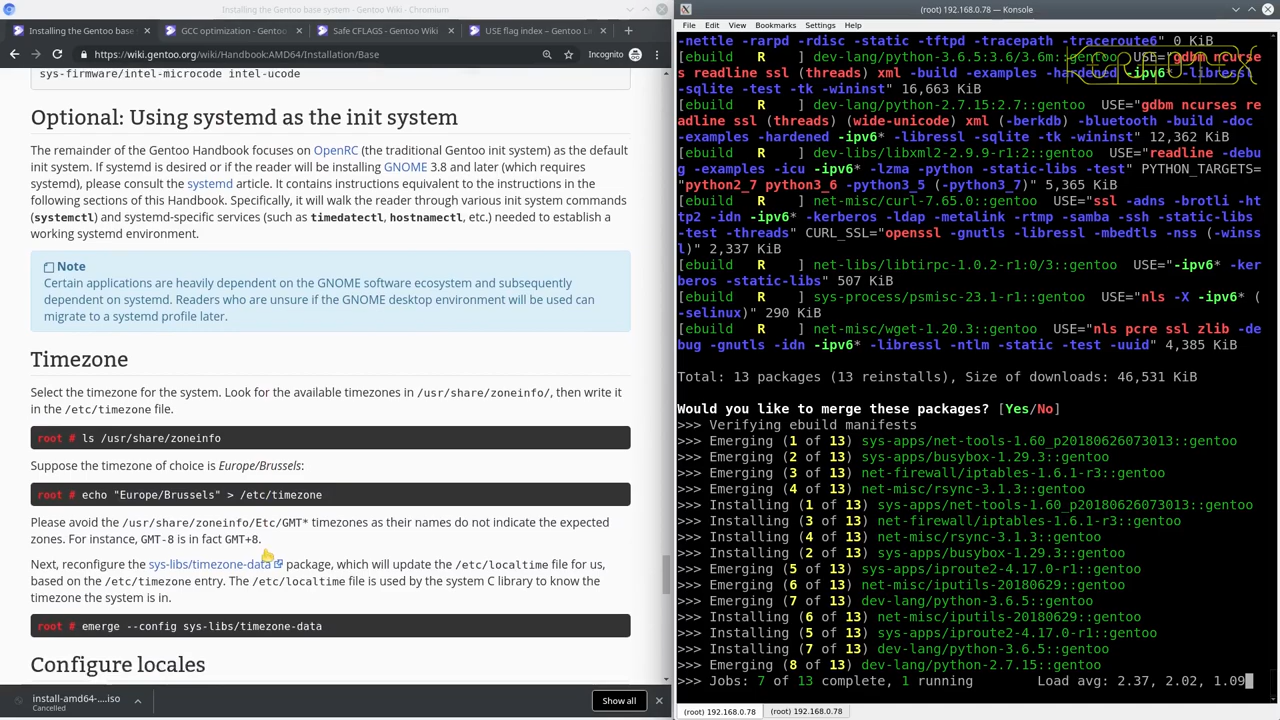 Installing the Gentoo base system - Gentoo Wiki - Chromium
Installing the Gentoo base
GCC optimization - Gentoo
Safe CFLAGS - Gentoo Wiki
USE flag index – Gentoo L
https://wiki.gentoo.org/wiki/Handbook:AMD64/Installation/Base
Incognito
sys-firmware/intel-microcode intel-ucode
Optional: Using systemd as the init system
The remainder of the Gentoo Handbook focuses on OpenRC (the traditional Gentoo init system) as the default
init system. If systemd is desired or if the reader will be installing GNOME 3.8 and later (which requires
systemd), please consult the systemd article. It contains instructions equivalent to the instructions in the
following sections of this Handbook. Specifically, it will walk the reader through various init system commands
(systemctl) and systemd-specific services (such as timedatectl, hostnamectl, etc.) needed to establish a
working systemd environment.
Note
Certain applications are heavily dependent on the GNOME software ecosystem and subsequently
dependent on systemd. Readers who are unsure if the GNOME desktop environment will be used can
migrate to a systemd profile later.
Timezone
Select the timezone for the system. Look for the available timezones in /usr/share/zoneinfo/, then write it
in the /etc/timezone file.
root # ls /usr/share/zoneinfo
Suppose the timezone of choice is Europe/Brussels:
root # echo "Europe/Brussels" > /etc/timezone
Please avoid the /usr/share/zoneinfo/Etc/GMT* timezones as their names do not indicate the expected
zones. For instance, GMT-8 is in fact GMT+8.
Next, reconfigure the sys-libs/timezone-data package, which will update the /etc/localtime file for us,
based on the /etc/timezone entry. The /etc/localtime file is used by the system C library to know the
timezone the system is in.
root # emerge --config sys-libs/timezone-data
Configure locales
install-amd64-....iso
Cancelled
Show all
(root) 192.168.0.78 — Konsole
File Edit View Bookmarks Settings Help
-nettle -rarpd -rdisc -static -tftpd -tracepath -traceroute6" 0 KiB
[ebuild R ] dev-lang/python-3.6.5:3.6/3.6m::gentoo USE="gdbm ncurse
s readline ssl (threads) xml -build -examples -hardened -ipv6* -libressl
-sqlite -test -tk -wininst" 16,663 KiB
[ebuild R ] dev-lang/python-2.7.15:2.7::gentoo USE="gdbm ncurses re
adline ssl (threads) (wide-unicode) xml (-berkdb) -bluetooth -build -doc
-examples -hardened -ipv6* -libressl -sqlite -tk -wininst" 12,362 KiB
[ebuild R ] dev-libs/libxml2-2.9.9-r1:2::gentoo USE="readline -debu
g -examples -icu -ipv6* -lzma -python -static-libs -test" PYTHON_TARGETS=
"python2_7 python3_6 -python3_5 (-python3_7)" 5,365 KiB
[ebuild R ] net-misc/curl-7.65.0::gentoo USE="ssl -adns -brotli -ht
tp2 -idn -ipv6* -kerberos -ldap -metalink -rtmp -samba -ssh -static-libs
-test -threads" CURL_SSL="openssl -gnutls -libressl -mbedtls -nss (-winss
l)" 2,337 KiB
[ebuild R ] net-libs/libtirpc-1.0.2-r1:0/3::gentoo USE="-ipv6* -ker
beros -static-libs" 507 KiB
[ebuild R ] sys-process/psmisc-23.1-r1::gentoo USE="nls -X -ipv6* (
-selinux)" 290 KiB
[ebuild R ] net-misc/wget-1.20.3::gentoo USE="nls pcre ssl zlib -de
bug -gnutls -idn -ipv6* -libressl -ntlm -static -test -uuid" 4,385 KiB
Total: 13 packages (13 reinstalls), Size of downloads: 46,531 KiB
Would you like to merge these packages? [Yes/No]
>>> Verifying ebuild manifests
>>> Emerging (1 of 13) sys-apps/net-tools-1.60_p20180626073013::gentoo
>>> Emerging (2 of 13) sys-apps/busybox-1.29.3::gentoo
>>> Emerging (3 of 13) net-firewall/iptables-1.6.1-r3::gentoo
>>> Emerging (4 of 13) net-misc/rsync-3.1.3::gentoo
>>> Installing (1 of 13) sys-apps/net-tools-1.60_p20180626073013::gentoo
>>> Installing (3 of 13) net-firewall/iptables-1.6.1-r3::gentoo
>>> Installing (4 of 13) net-misc/rsync-3.1.3::gentoo
>>> Installing (2 of 13) sys-apps/busybox-1.29.3::gentoo
>>> Emerging (5 of 13) sys-apps/iproute2-4.17.0-r1::gentoo
>>> Emerging (6 of 13) net-misc/iputils-20180629::gentoo
>>> Emerging (7 of 13) dev-lang/python-3.6.5::gentoo
>>> Installing (6 of 13) net-misc/iputils-20180629::gentoo
>>> Installing (5 of 13) sys-apps/iproute2-4.17.0-r1::gentoo
>>> Installing (7 of 13) dev-lang/python-3.6.5::gentoo
>>> Emerging (8 of 13) dev-lang/python-2.7.15::gentoo
>>> Jobs: 7 of 13 complete, 1 running Load avg: 2.37, 2.02, 1.09
(root) 192.168.0.78
(root) 192.168.0.78